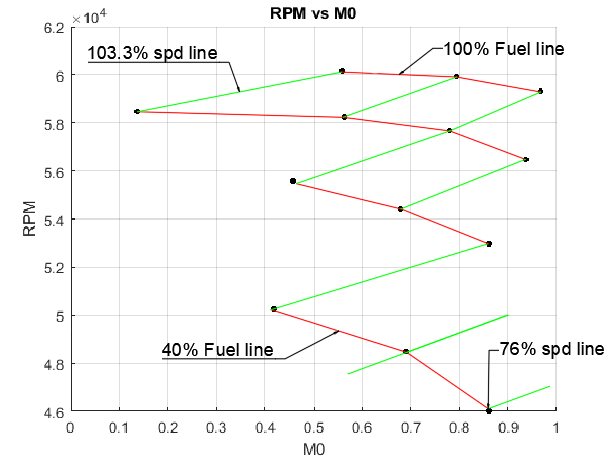 RPM vs M0
×10⁴
6.2
6
5.8
5.6
5.4
5.2
5
4.8
4.6
RPM
103.3% spd line
100% Fuel line
40% Fuel line
76% spd line
0 0.1 0.2 0.3 0.4 0.5 0.6 0.7 0.8 0.9 1
M0